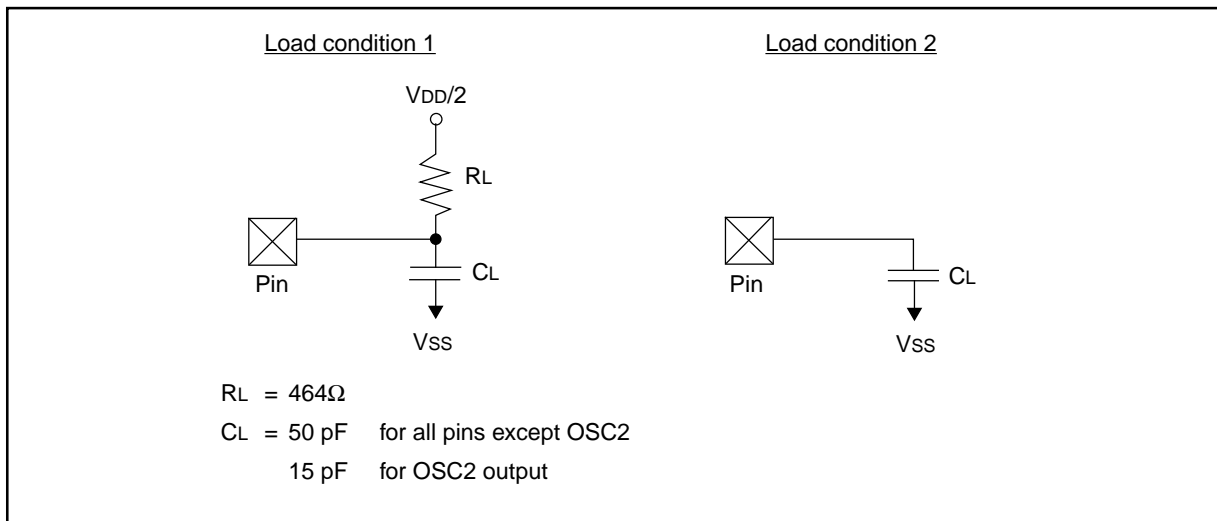 Load condition 1
Load condition 2
VDD/2
RL
Pin
CL
VSS
Pin
CL
VSS
RL = 464Ω
CL = 50 pF for all pins except OSC2
15 pF for OSC2 output